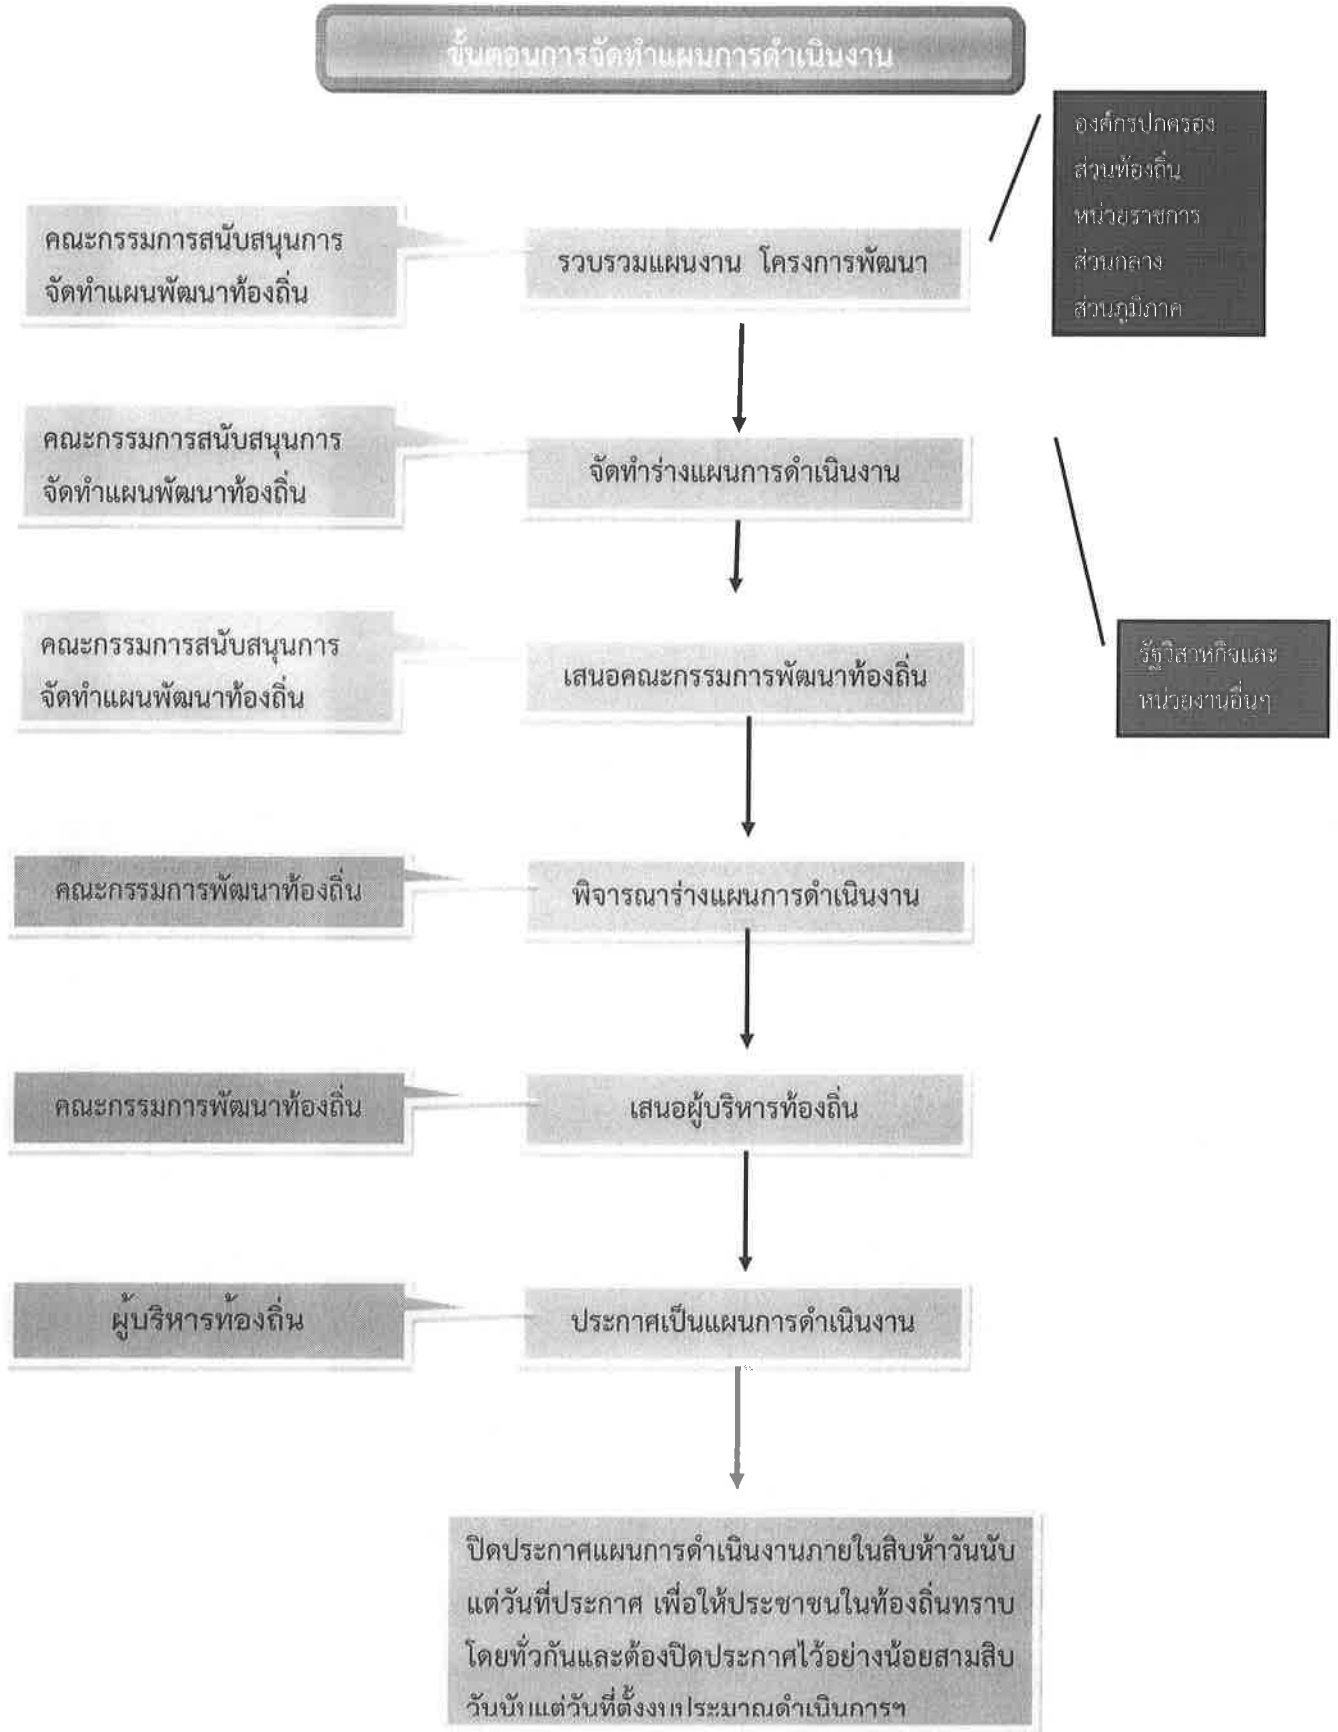 ขั้นตอนการจัดทำแผนการดำเนินงาน
องค์กรปกครอง
ส่วนท้องถิ่น
หน่วยราชการ
ส่วนกลาง
ส่วนภูมิภาค
คณะกรรมการสนับสนุนการ
จัดทำแผนพัฒนาท้องถิ่น
รวบรวมแผนงาน โครงการพัฒนา
คณะกรรมการสนับสนุนการ
จัดทำแผนพัฒนาท้องถิ่น
จัดทำร่างแผนการดำเนินงาน
คณะกรรมการสนับสนุนการ
จัดทำแผนพัฒนาท้องถิ่น
เสนอคณะกรรมการพัฒนาท้องถิ่น
รัฐวิสาหกิจและ
หน่วยงานอื่นๆ
คณะกรรมการพัฒนาท้องถิ่น
พิจารณาร่างแผนการดำเนินงาน
คณะกรรมการพัฒนาท้องถิ่น
เสนอผู้บริหารท้องถิ่น
ผู้บริหารท้องถิ่น
ประกาศเป็นแผนการดำเนินงาน
ปิดประกาศแผนการดำเนินงานภายในสิบห้าวันนับ
แต่วันที่ประกาศ เพื่อให้ประชาชนในท้องถิ่นทราบ
โดยทั่วกันและต้องปิดประกาศไว้อย่างน้อยสามสิบ
วันนับแต่วันที่ตั้งงบประมาณดำเนินการฯ